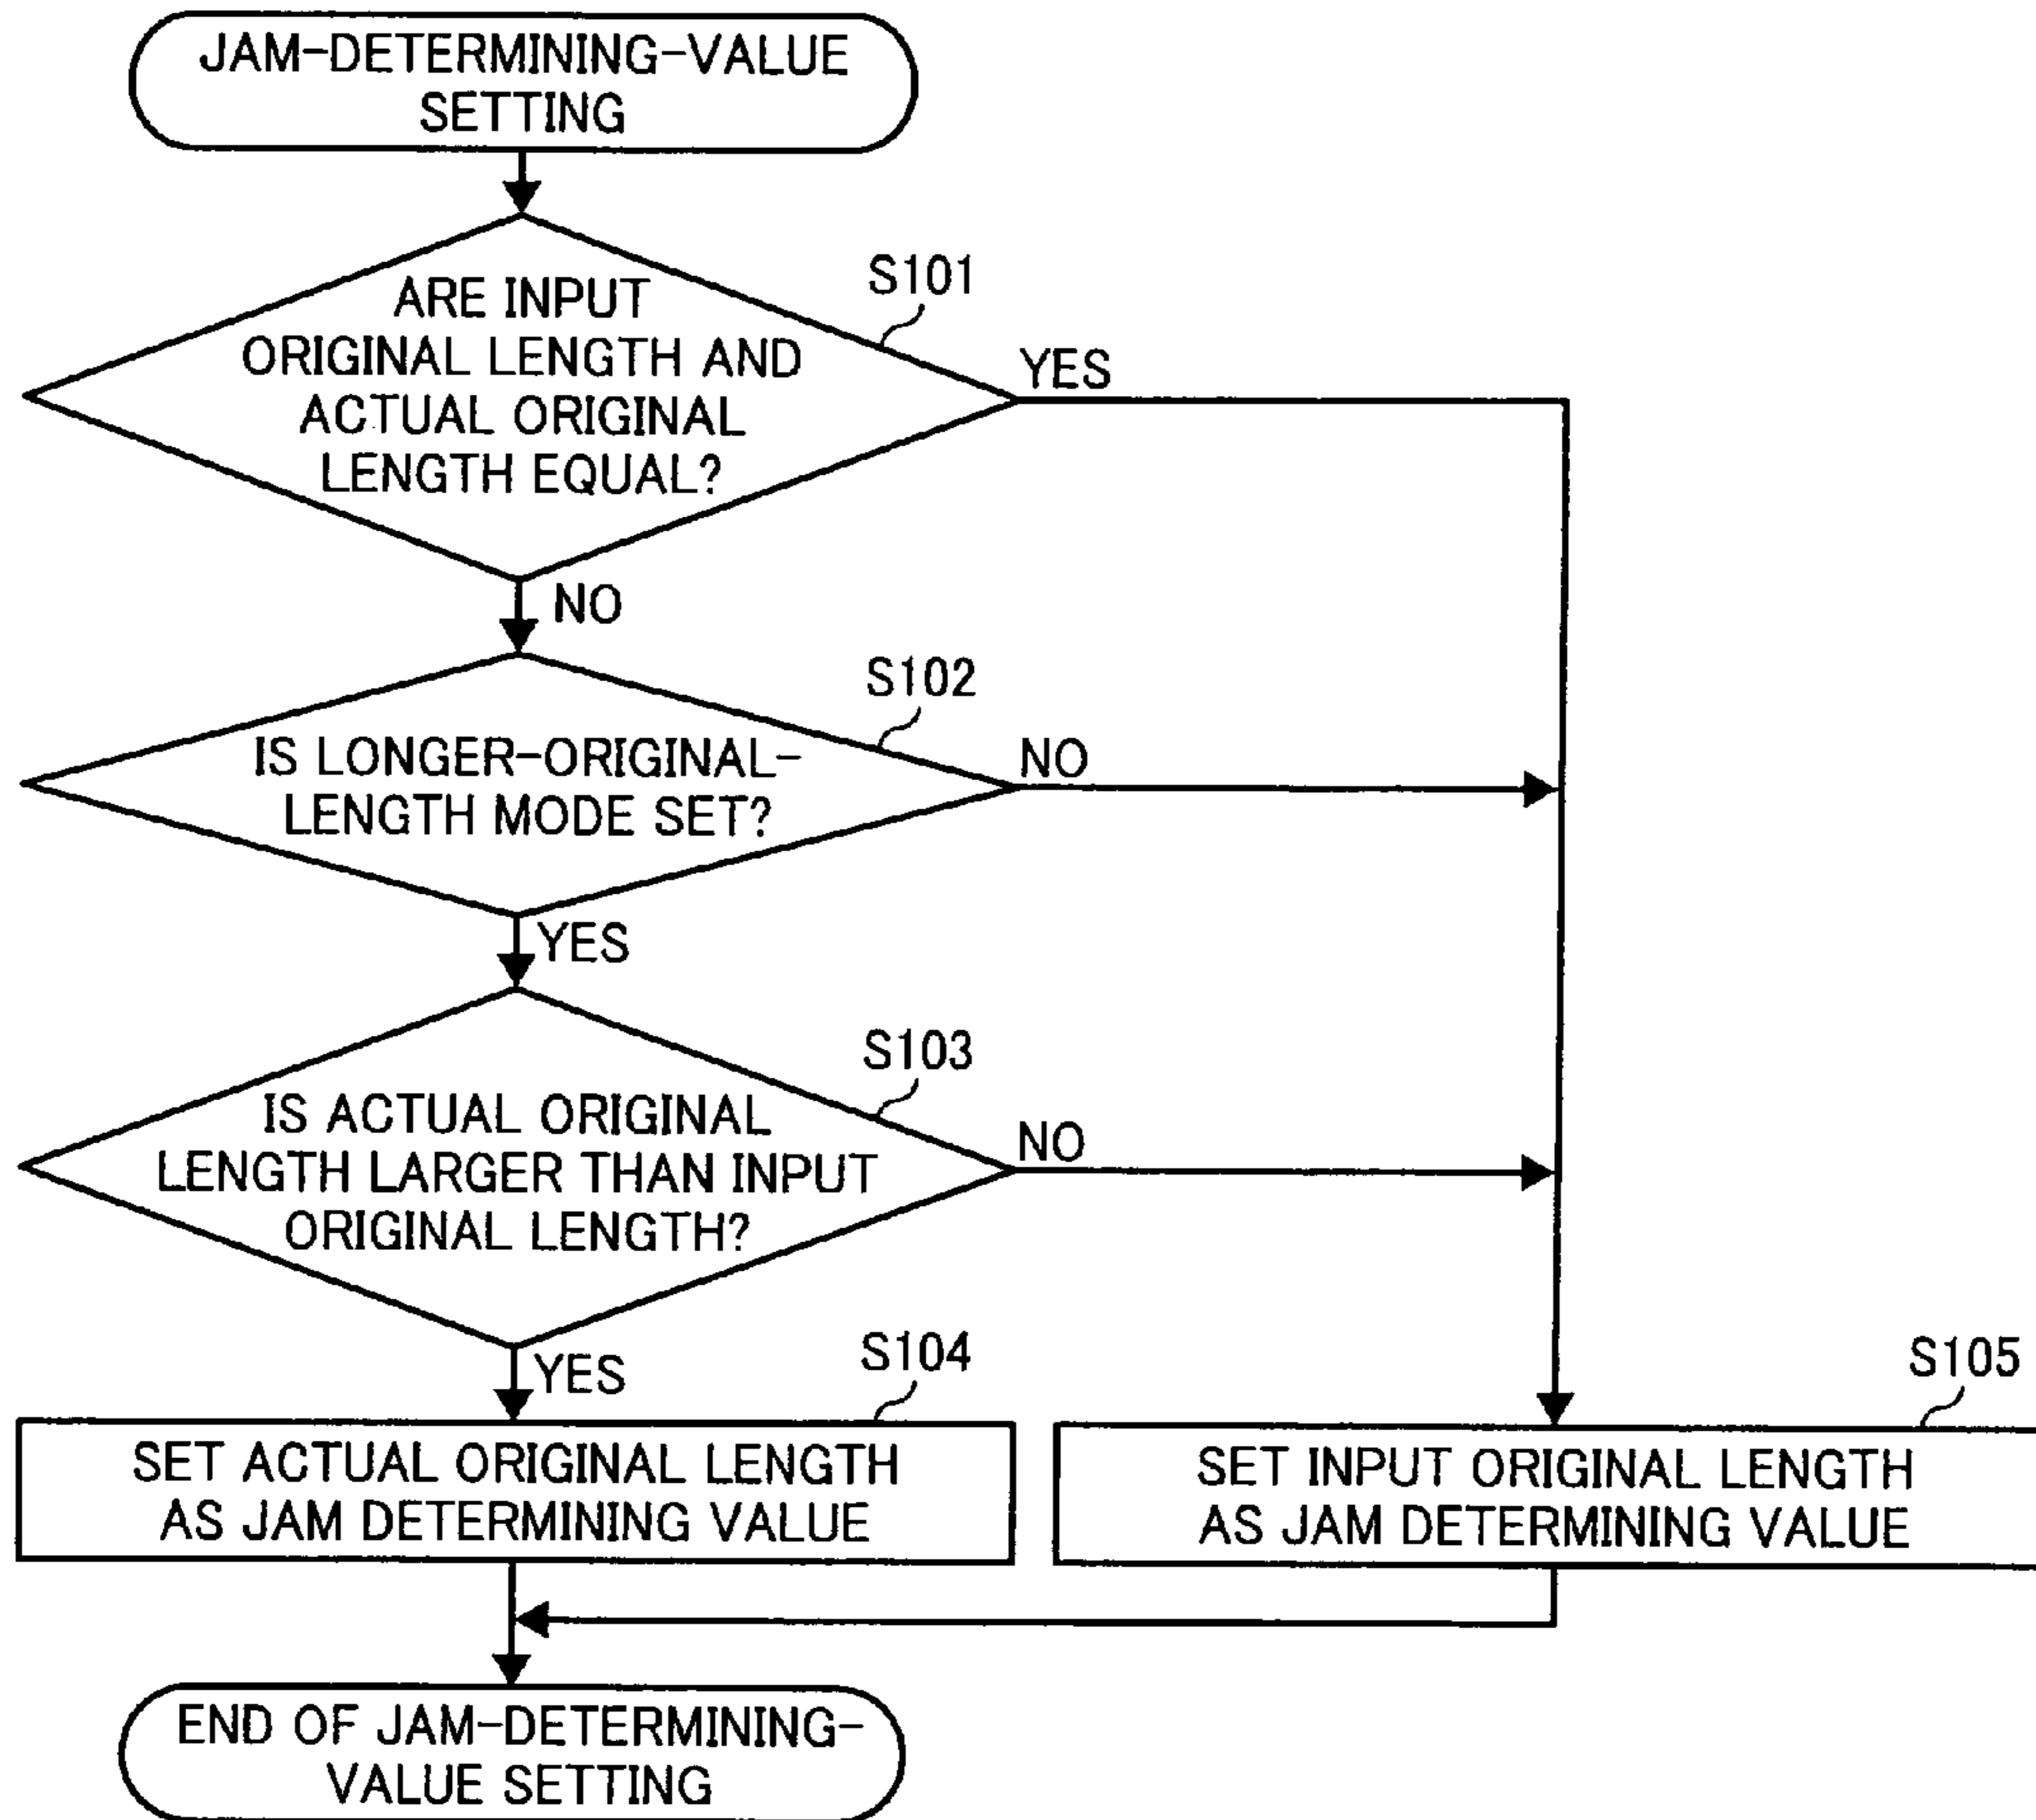 JAM-DETERMINING-VALUE
SETTING
S101
ARE INPUT
ORIGINAL LENGTH AND
ACTUAL ORIGINAL
LENGTH EQUAL?
YES
NO
S102
IS LONGER-ORIGINAL-
LENGTH MODE SET?
NO
YES
S103
IS ACTUAL ORIGINAL
LENGTH LARGER THAN INPUT
ORIGINAL LENGTH?
NO
YES
S104
SET ACTUAL ORIGINAL LENGTH
AS JAM DETERMINING VALUE
S105
SET INPUT ORIGINAL LENGTH
AS JAM DETERMINING VALUE
END OF JAM-DETERMINING-
VALUE SETTING